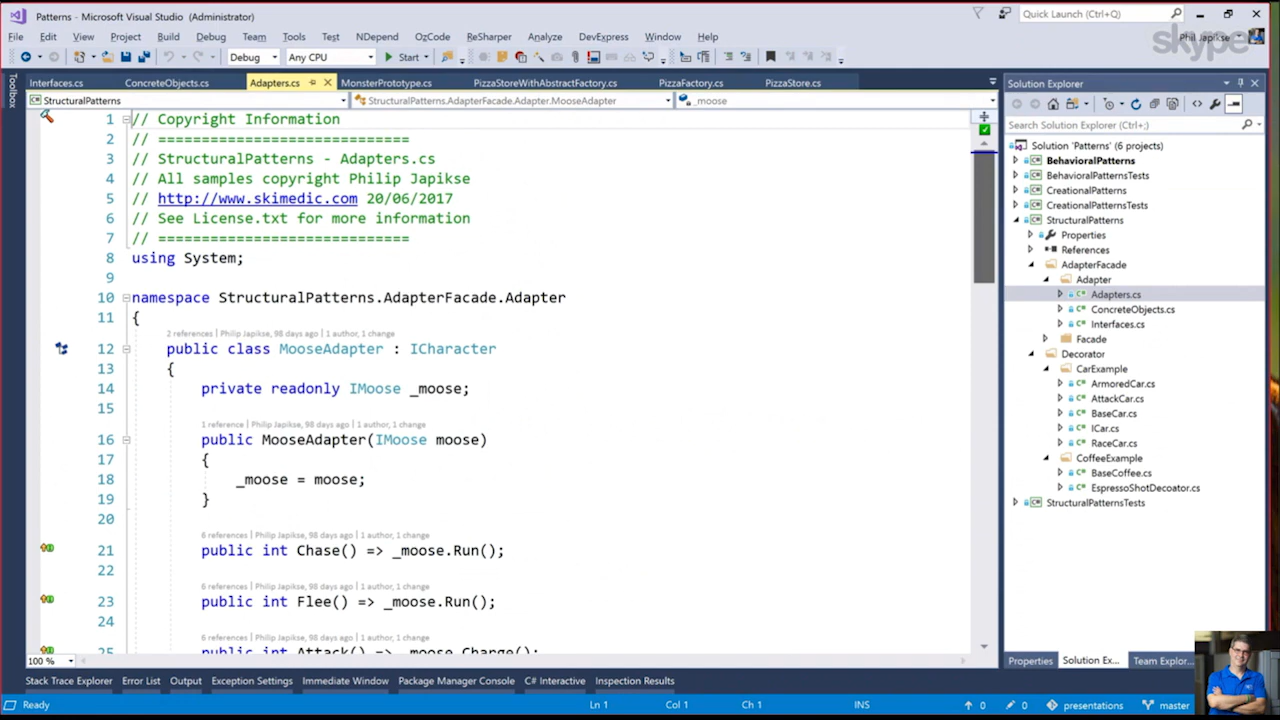 Patterns - Microsoft Visual Studio (Administrator)
Quick Launch (Ctrl+Q)
File Edit View Project Build Debug Team Tools Test NDepend OzCode ReSharper Analyze DevExpress Window Help
Phil Japikse
skype
Debug Any CPU Start
Toolbox
Interfaces.cs ConcreteObjects.cs Adapters.cs MonsterPrototype.cs PizzaStoreWithAbstractFactory.cs PizzaFactory.cs PizzaStore.cs
StructuralPatterns StructuralPatterns.AdapterFacade.Adapter.MooseAdapter _moose
1 // Copyright Information
2 // =============================
3 // StructuralPatterns - Adapters.cs
4 // All samples copyright Philip Japikse
5 // http://www.skimedic.com 20/06/2017
6 // See License.txt for more information
7 // =============================
8 using System;
9
10 namespace StructuralPatterns.AdapterFacade.Adapter
11 {
2 references | Philip Japikse, 98 days ago | 1 author, 1 change
12 public class MooseAdapter : ICharacter
13 {
14 private readonly IMoose _moose;
15
1 reference | Philip Japikse, 98 days ago | 1 author, 1 change
16 public MooseAdapter(IMoose moose)
17 {
18 _moose = moose;
19 }
20
6 references | Philip Japikse, 98 days ago | 1 author, 1 change
21 public int Chase() => _moose.Run();
22
6 references | Philip Japikse, 98 days ago | 1 author, 1 change
23 public int Flee() => _moose.Run();
24
6 references | Philip Japikse, 98 days ago | 1 author, 1 change
25 public int Attack() => _moose.Charge();
100 %
Solution Explorer
Search Solution Explorer (Ctrl+;)
Solution 'Patterns' (6 projects)
BehavioralPatterns
BehavioralPatternsTests
CreationalPatterns
CreationalPatternsTests
StructuralPatterns
Properties
References
AdapterFacade
Adapter
Adapters.cs
ConcreteObjects.cs
Interfaces.cs
Facade
Decorator
CarExample
ArmoredCar.cs
AttackCar.cs
BaseCar.cs
ICar.cs
RaceCar.cs
CoffeeExample
BaseCoffee.cs
EspressoShotDecoator.cs
StructuralPatternsTests
Properties Solution Ex... Team Explor...
Stack Trace Explorer Error List Output Exception Settings Immediate Window Package Manager Console C# Interactive Inspection Results
Ready Ln 1 Col 1 Ch 1 INS 0 0 presentations master